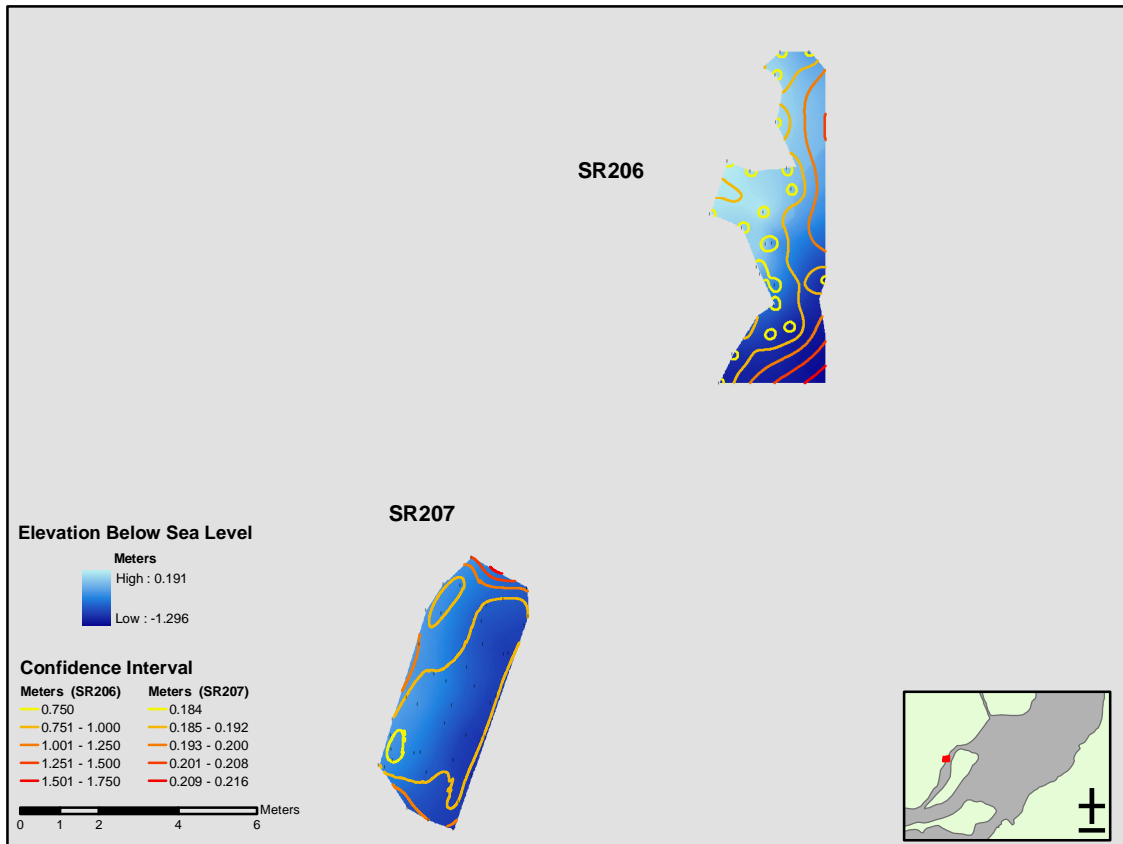 SR206
SR207
Elevation Below Sea Level
Meters
High : 0.191
Low : -1.296
Confidence Interval
Meters (SR206) Meters (SR207)
0.750 0.184
0.751 - 1.000 0.185 - 0.192
1.001 - 1.250 0.193 - 0.200
1.251 - 1.500 0.201 - 0.208
1.501 - 1.750 0.209 - 0.216
Meters
0 1 2 4 6